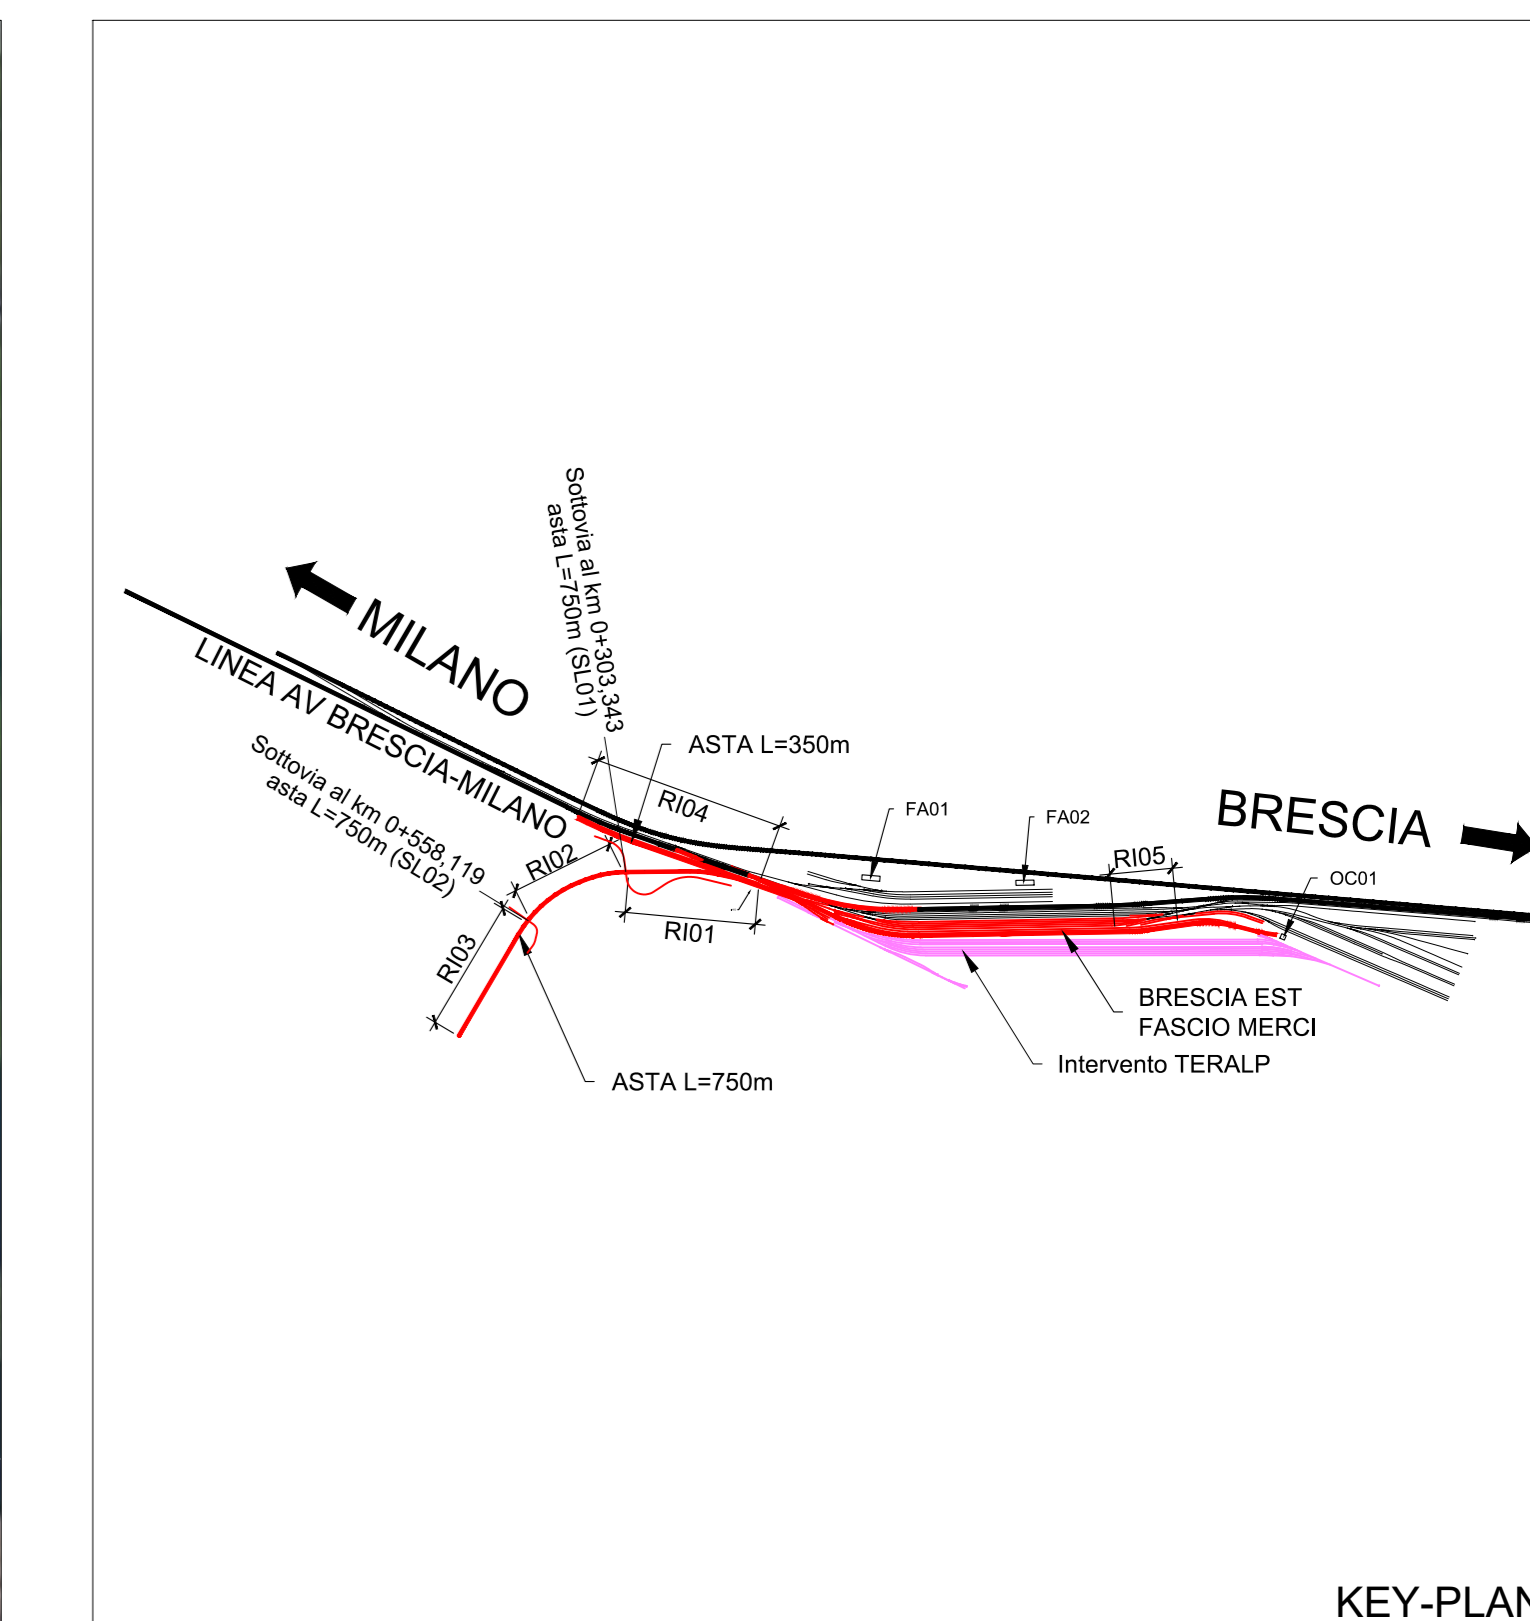 Sottovia al km 0+303,343
asta L=750m (SL01)
MILANO
LINEA AV BRESCIA-MILANO
Sottovia al km 0+558,119
asta L=750m (SL02)
ASTA L=350m
RI04
FA01
FA02
BRESCIA
RI05
OC01
RI02
RI01
RI03
BRESCIA EST
FASCIO MERCI
Intervento TERALP
ASTA L=750m
KEY-PLAN